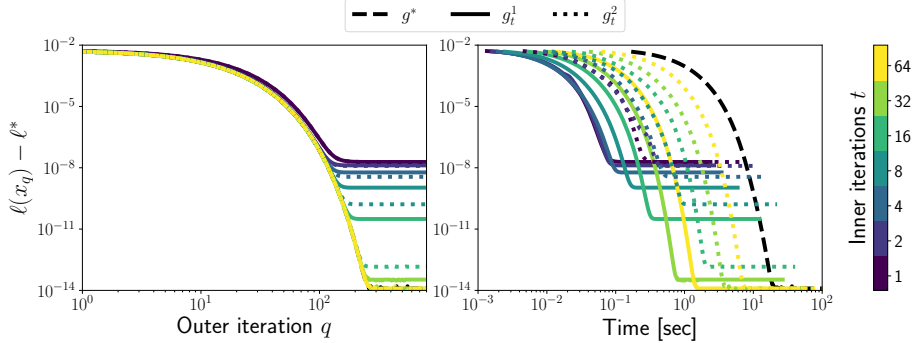 g* g_t^1 g_t^2
10^−2
10^−5
10^−8
10^−11
10^−14
ℓ(x_q) − ℓ*
10^0 10^1 10^2
Outer iteration q
10^−2
10^−5
10^−8
10^−11
10^−14
10^−3 10^−2 10^−1 10^0 10^1 10^2
Time [sec]
64
32
16
8
4
2
1
Inner iterations t